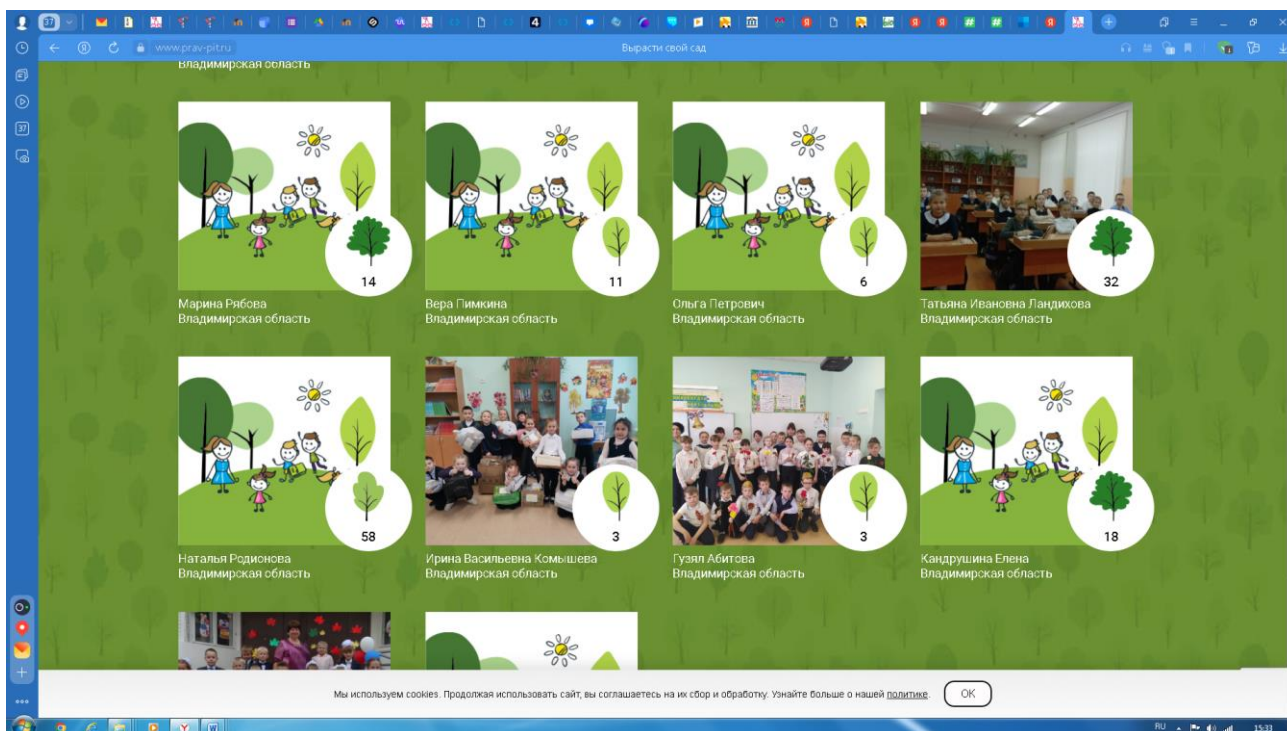 37
www.prav-pit.ru
Вырасти свой сад
37
Владимирская область
14
Марина Рябова
Владимирская область
11
Вера Пимкина
Владимирская область
6
Ольга Петрович
Владимирская область
32
Татьяна Ивановна Ландихова
Владимирская область
58
Наталья Родионова
Владимирская область
3
Ирина Васильевна Комышева
Владимирская область
3
Гузял Абитова
Владимирская область
18
Кандрушина Елена
Владимирская область
Мы используем cookies. Продолжая использовать сайт, вы соглашаетесь на их сбор и обработку. Узнайте больше о нашей политике.
OK
RU
15:33